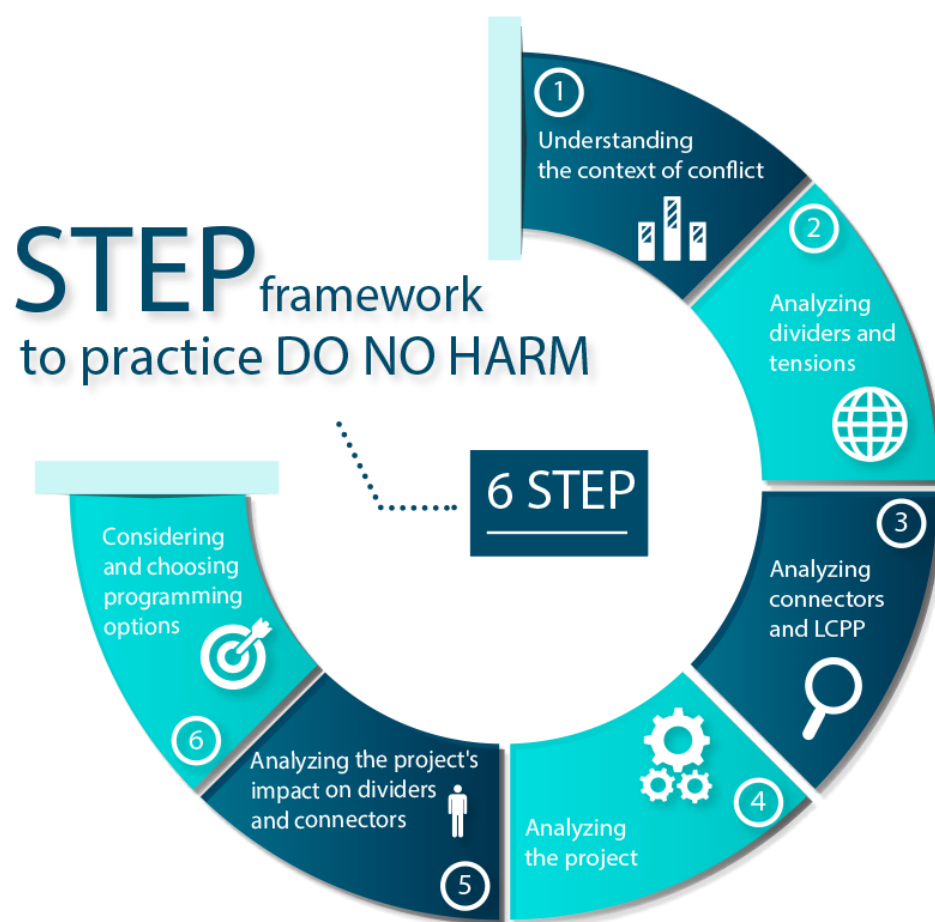 STEP framework
to practice DO NO HARM
6 STEP
1
Understanding
the context of conflict
2
Analyzing
dividers and
tensions
3
Analyzing
connectors
and LCPP
4
Analyzing
the project
5
Analyzing the project's
impact on dividers
and connectors
6
Considering
and choosing
programming
options